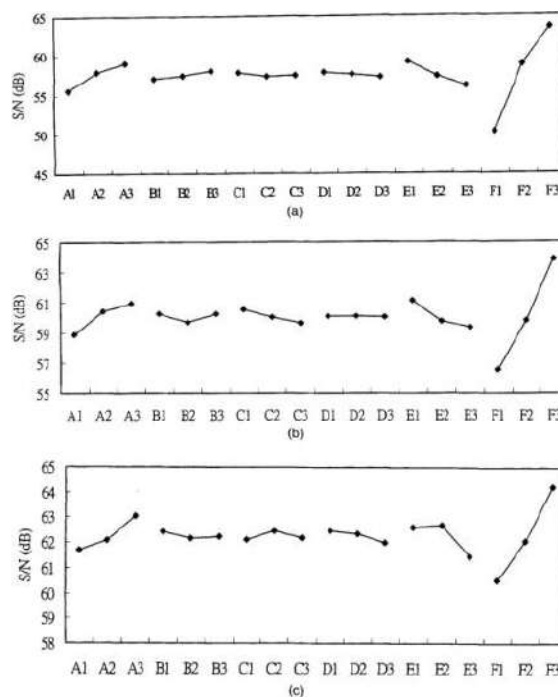 65
60
55
50
45
S/N (dB)
A1 A2 A3 B1 B2 B3 C1 C2 C3 D1 D2 D3 E1 E2 E3 F1 F2 F3
(a)
65
63
61
59
57
55
S/N (dB)
A1 A2 A3 B1 B2 B3 C1 C2 C3 D1 D2 D3 E1 E2 E3 F1 F2 F3
(b)
65
64
63
62
61
60
59
58
S/N (dB)
A1 A2 A3 B1 B2 B3 C1 C2 C3 D1 D2 D3 E1 E2 E3 F1 F2 F3
(c)